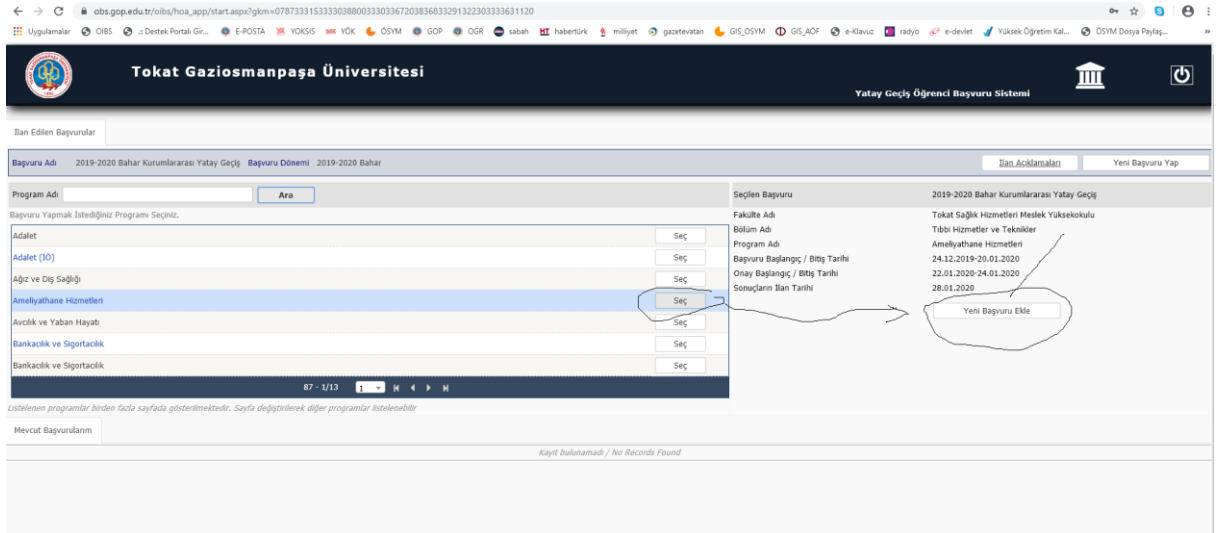 obs.gop.edu.tr/oibs/hoa_app/start.aspx?gkm=078733315333303880033303367203836833291322303333631120
Uygulamalar OIBS .: Destek Portalı Gir... E-POSTA YOKSIS YÖK ÖSYM GOP OGR sabah HT habertürk milliyet gazetevatan GIS_OSYM GIS_AÖF e-Klavuz radyo e-devlet Yüksek Öğretim Kal... ÖSYM Dosya Paylaş... »
Tokat Gaziosmanpaşa Üniversitesi
Yatay Geçiş Öğrenci Başvuru Sistemi
İlan Edilen Başvurular
Başvuru Adı 2019-2020 Bahar Kurumlararası Yatay Geçiş Başvuru Dönemi 2019-2020 Bahar İlan Açıklamaları Yeni Başvuru Yap
Program Adı Ara
Başvuru Yapmak İstediğiniz Programı Seçiniz.
Adalet Seç
Adalet (İÖ) Seç
Ağız ve Diş Sağlığı Seç
Ameliyathane Hizmetleri Seç
Avcılık ve Yaban Hayatı Seç
Bankacılık ve Sigortacılık Seç
Bankacılık ve Sigortacılık Seç
87 - 1/13 1
Listelenen programlar birden fazla sayfada gösterilmektedir. Sayfa değiştirilerek diğer programlar listelenebilir
Seçilen Başvuru 2019-2020 Bahar Kurumlararası Yatay Geçiş
Fakülte Adı Tokat Sağlık Hizmetleri Meslek Yüksekokulu
Bölüm Adı Tıbbi Hizmetler ve Teknikler
Program Adı Ameliyathane Hizmetleri
Başvuru Başlangıç / Bitiş Tarihi 24.12.2019-20.01.2020
Onay Başlangıç / Bitiş Tarihi 22.01.2020-24.01.2020
Sonuçların İlan Tarihi 28.01.2020
Yeni Başvuru Ekle
Mevcut Başvurularım
Kayıt bulunamadı / No Records Found